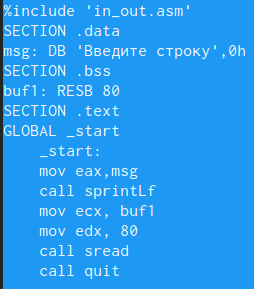 %include 'in_out.asm'
SECTION .data
msg: DB 'Введите строку',0h
SECTION .bss
buf1: RESB 80
SECTION .text
GLOBAL _start
_start:
mov eax,msg
call sprintLf
mov ecx, buf1
mov edx, 80
call sread
call quit